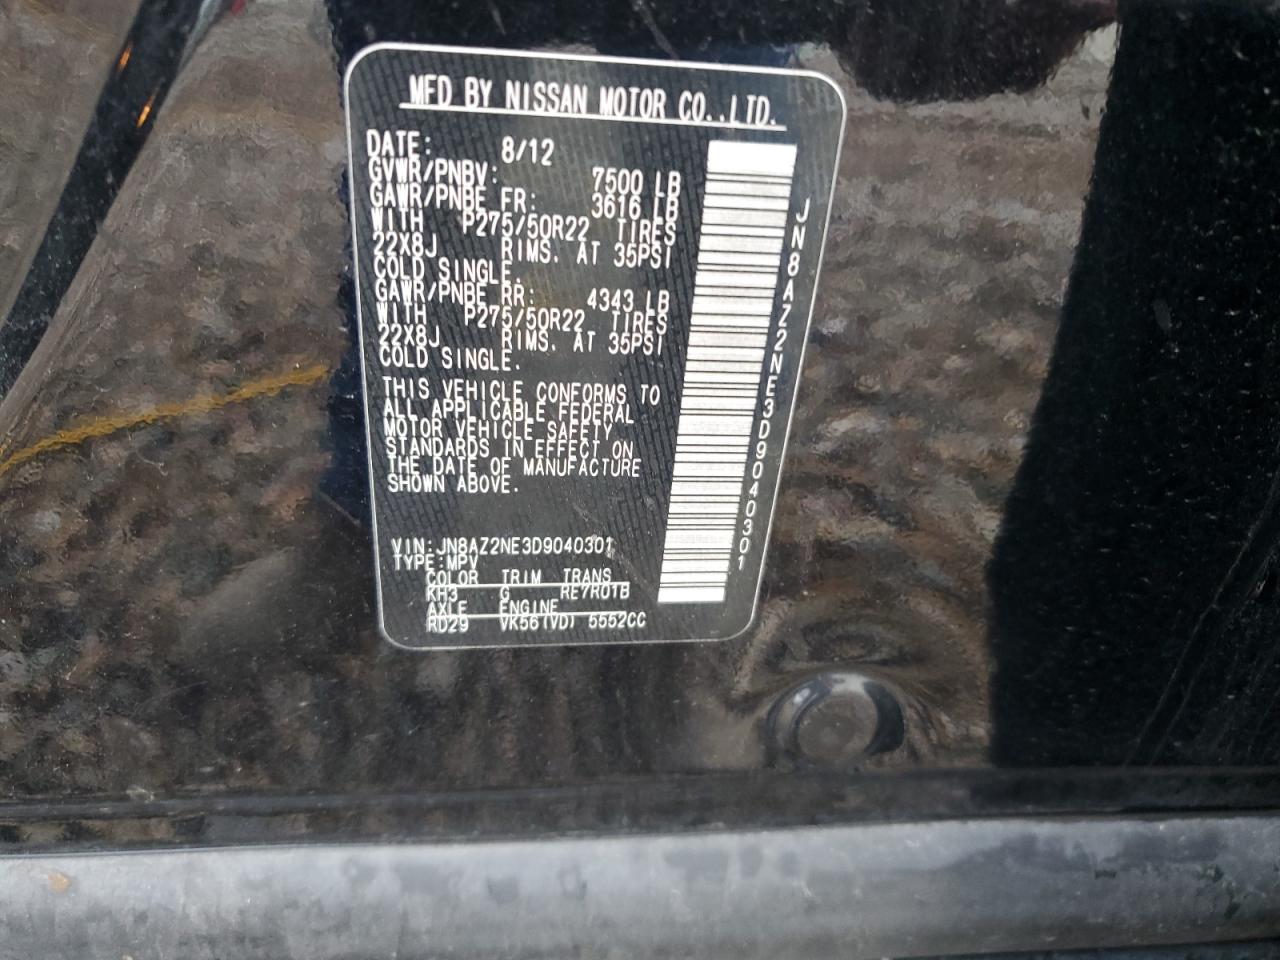 MFD BY NISSAN MOTOR CO.,LTD.
DATE: 8/12
GVWR/PNBV: 7500 LB
GAWR/PNBE FR: 3616 LB
WITH P275/50R22 TIRES
22X8J RIMS. AT 35PSI
COLD SINGLE.
GAWR/PNBE RR: 4343 LB
WITH P275/50R22 TIRES
22X8J RIMS. AT 35PSI
COLD SINGLE.
THIS VEHICLE CONFORMS TO
ALL APPLICABLE FEDERAL
MOTOR VEHICLE SAFETY
STANDARDS IN EFFECT ON
THE DATE OF MANUFACTURE
SHOWN ABOVE.
VIN:JN8AZ2NE3D9040301
TYPE:MPV
COLOR TRIM TRANS
KH3 G RE7R01B
AXLE ENGINE
RD29 VK56(VD) 5552CC
JN8AZ2NE3D9040301